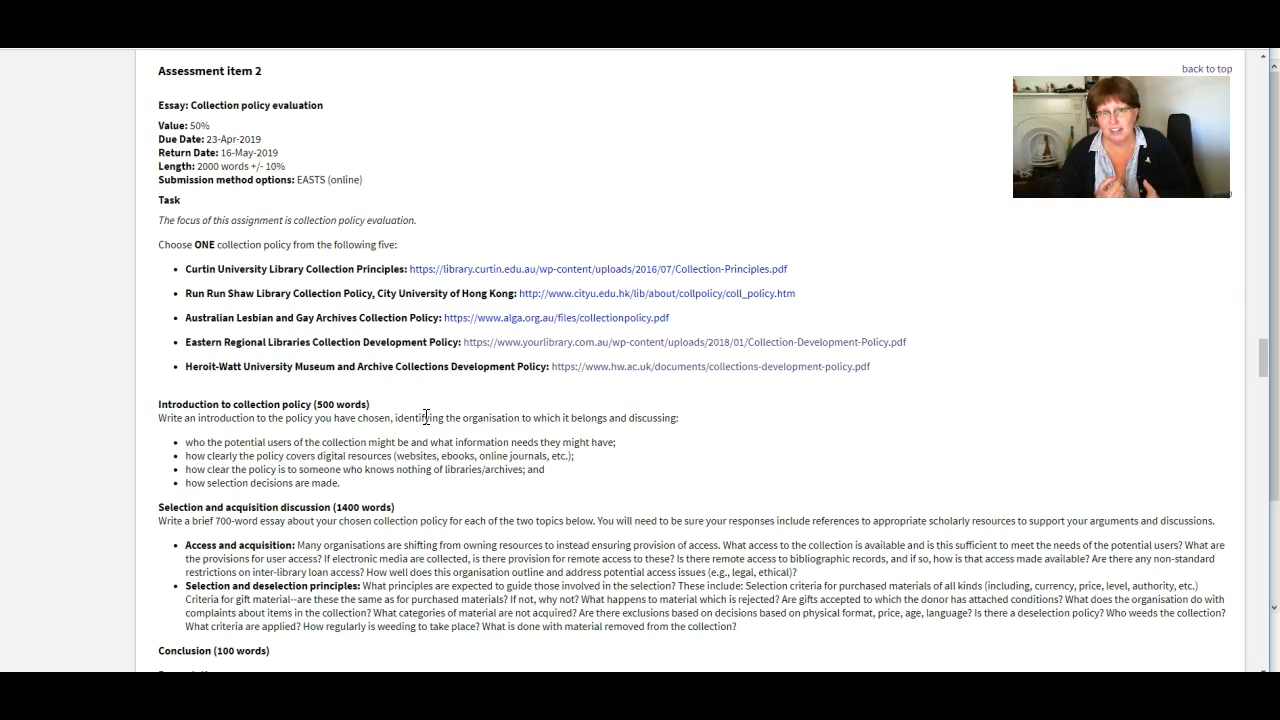 Assessment item 2
back to top
Essay: Collection policy evaluation
Value: 50%
Due Date: 23-Apr-2019
Return Date: 16-May-2019
Length: 2000 words +/- 10%
Submission method options: EASTS (online)
Task
The focus of this assignment is collection policy evaluation.
Choose ONE collection policy from the following five:
• Curtin University Library Collection Principles: https://library.curtin.edu.au/wp-content/uploads/2016/07/Collection-Principles.pdf
• Run Run Shaw Library Collection Policy, City University of Hong Kong: http://www.cityu.edu.hk/lib/about/collpolicy/coll_policy.htm
• Australian Lesbian and Gay Archives Collection Policy: https://www.alga.org.au/files/collectionpolicy.pdf
• Eastern Regional Libraries Collection Development Policy: https://www.yourlibrary.com.au/wp-content/uploads/2018/01/Collection-Development-Policy.pdf
• Heroit-Watt University Museum and Archive Collections Development Policy: https://www.hw.ac.uk/documents/collections-development-policy.pdf
Introduction to collection policy (500 words)
Write an introduction to the policy you have chosen, identifying the organisation to which it belongs and discussing:
• who the potential users of the collection might be and what information needs they might have;
• how clearly the policy covers digital resources (websites, ebooks, online journals, etc.);
• how clear the policy is to someone who knows nothing of libraries/archives; and
• how selection decisions are made.
Selection and acquisition discussion (1400 words)
Write a brief 700-word essay about your chosen collection policy for each of the two topics below. You will need to be sure your responses include references to appropriate scholarly resources to support your arguments and discussions.
• Access and acquisition: Many organisations are shifting from owning resources to instead ensuring provision of access. What access to the collection is available and is this sufficient to meet the needs of the potential users? What are
the provisions for user access? If electronic media are collected, is there provision for remote access to these? Is there remote access to bibliographic records, and if so, how is that access made available? Are there any non-standard
restrictions on inter-library loan access? How well does this organisation outline and address potential access issues (e.g., legal, ethical)?
• Selection and deselection principles: What principles are expected to guide those involved in the selection? These include: Selection criteria for purchased materials of all kinds (including, currency, price, level, authority, etc.)
Criteria for gift material--are these the same as for purchased materials? If not, why not? What happens to material which is rejected? Are gifts accepted to which the donor has attached conditions? What does the organisation do with
complaints about items in the collection? What categories of material are not acquired? Are there exclusions based on decisions based on physical format, price, age, language? Is there a deselection policy? Who weeds the collection?
What criteria are applied? How regularly is weeding to take place? What is done with material removed from the collection?
Conclusion (100 words)